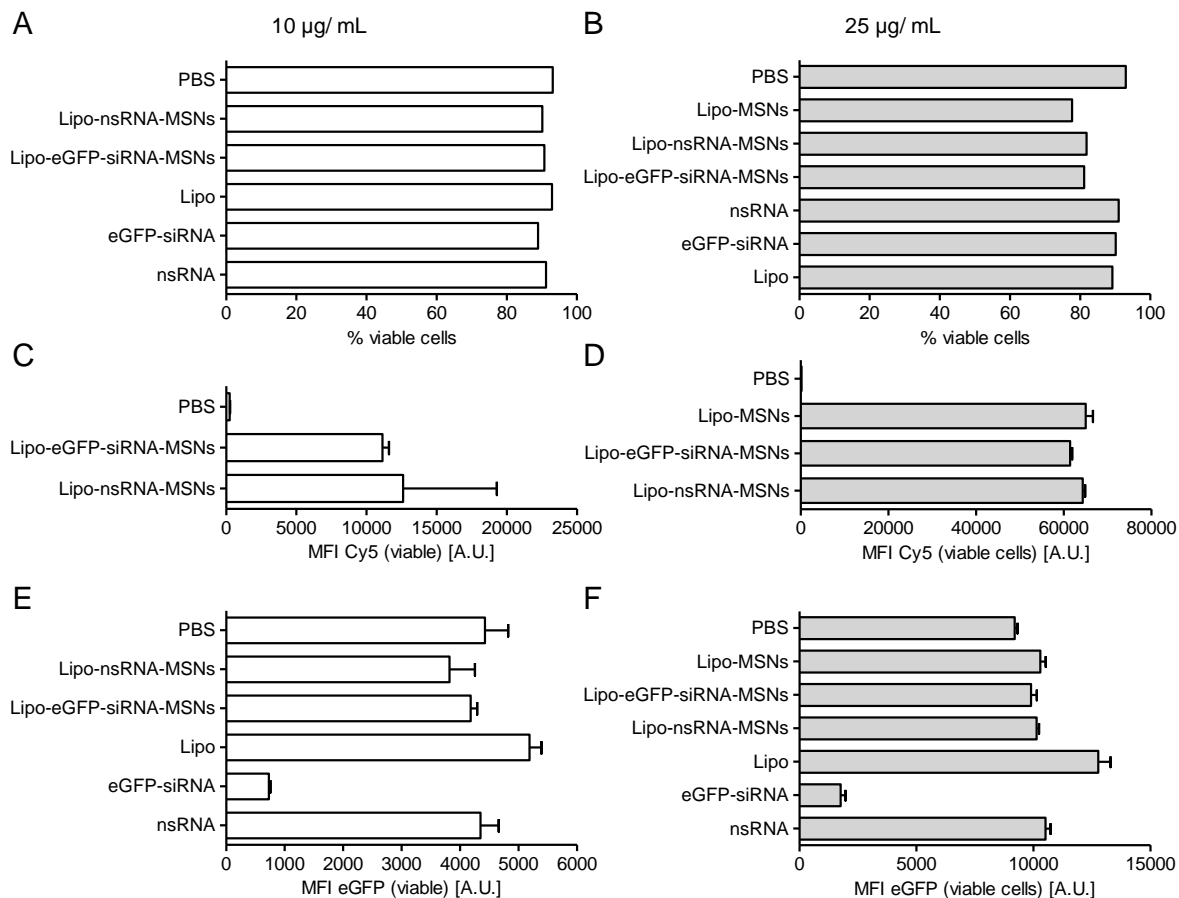 A
10 µg/ mL
PBS
Lipo-nsRNA-MSNs
Lipo-eGFP-siRNA-MSNs
Lipo
eGFP-siRNA
nsRNA
0 20 40 60 80 100
% viable cells
B
25 µg/ mL
PBS
Lipo-MSNs
Lipo-nsRNA-MSNs
Lipo-eGFP-siRNA-MSNs
nsRNA
eGFP-siRNA
Lipo
0 20 40 60 80 100
% viable cells
C
PBS
Lipo-eGFP-siRNA-MSNs
Lipo-nsRNA-MSNs
0 5000 10000 15000 20000 25000
MFI Cy5 (viable) [A.U.]
D
PBS
Lipo-MSNs
Lipo-eGFP-siRNA-MSNs
Lipo-nsRNA-MSNs
0 20000 40000 60000 80000
MFI Cy5 (viable cells) [A.U.]
E
PBS
Lipo-nsRNA-MSNs
Lipo-eGFP-siRNA-MSNs
Lipo
eGFP-siRNA
nsRNA
0 1000 2000 3000 4000 5000 6000
MFI eGFP (viable) [A.U.]
F
PBS
Lipo-MSNs
Lipo-eGFP-siRNA-MSNs
Lipo-nsRNA-MSNs
Lipo
eGFP-siRNA
nsRNA
0 5000 10000 15000
MFI eGFP (viable cells) [A.U.]